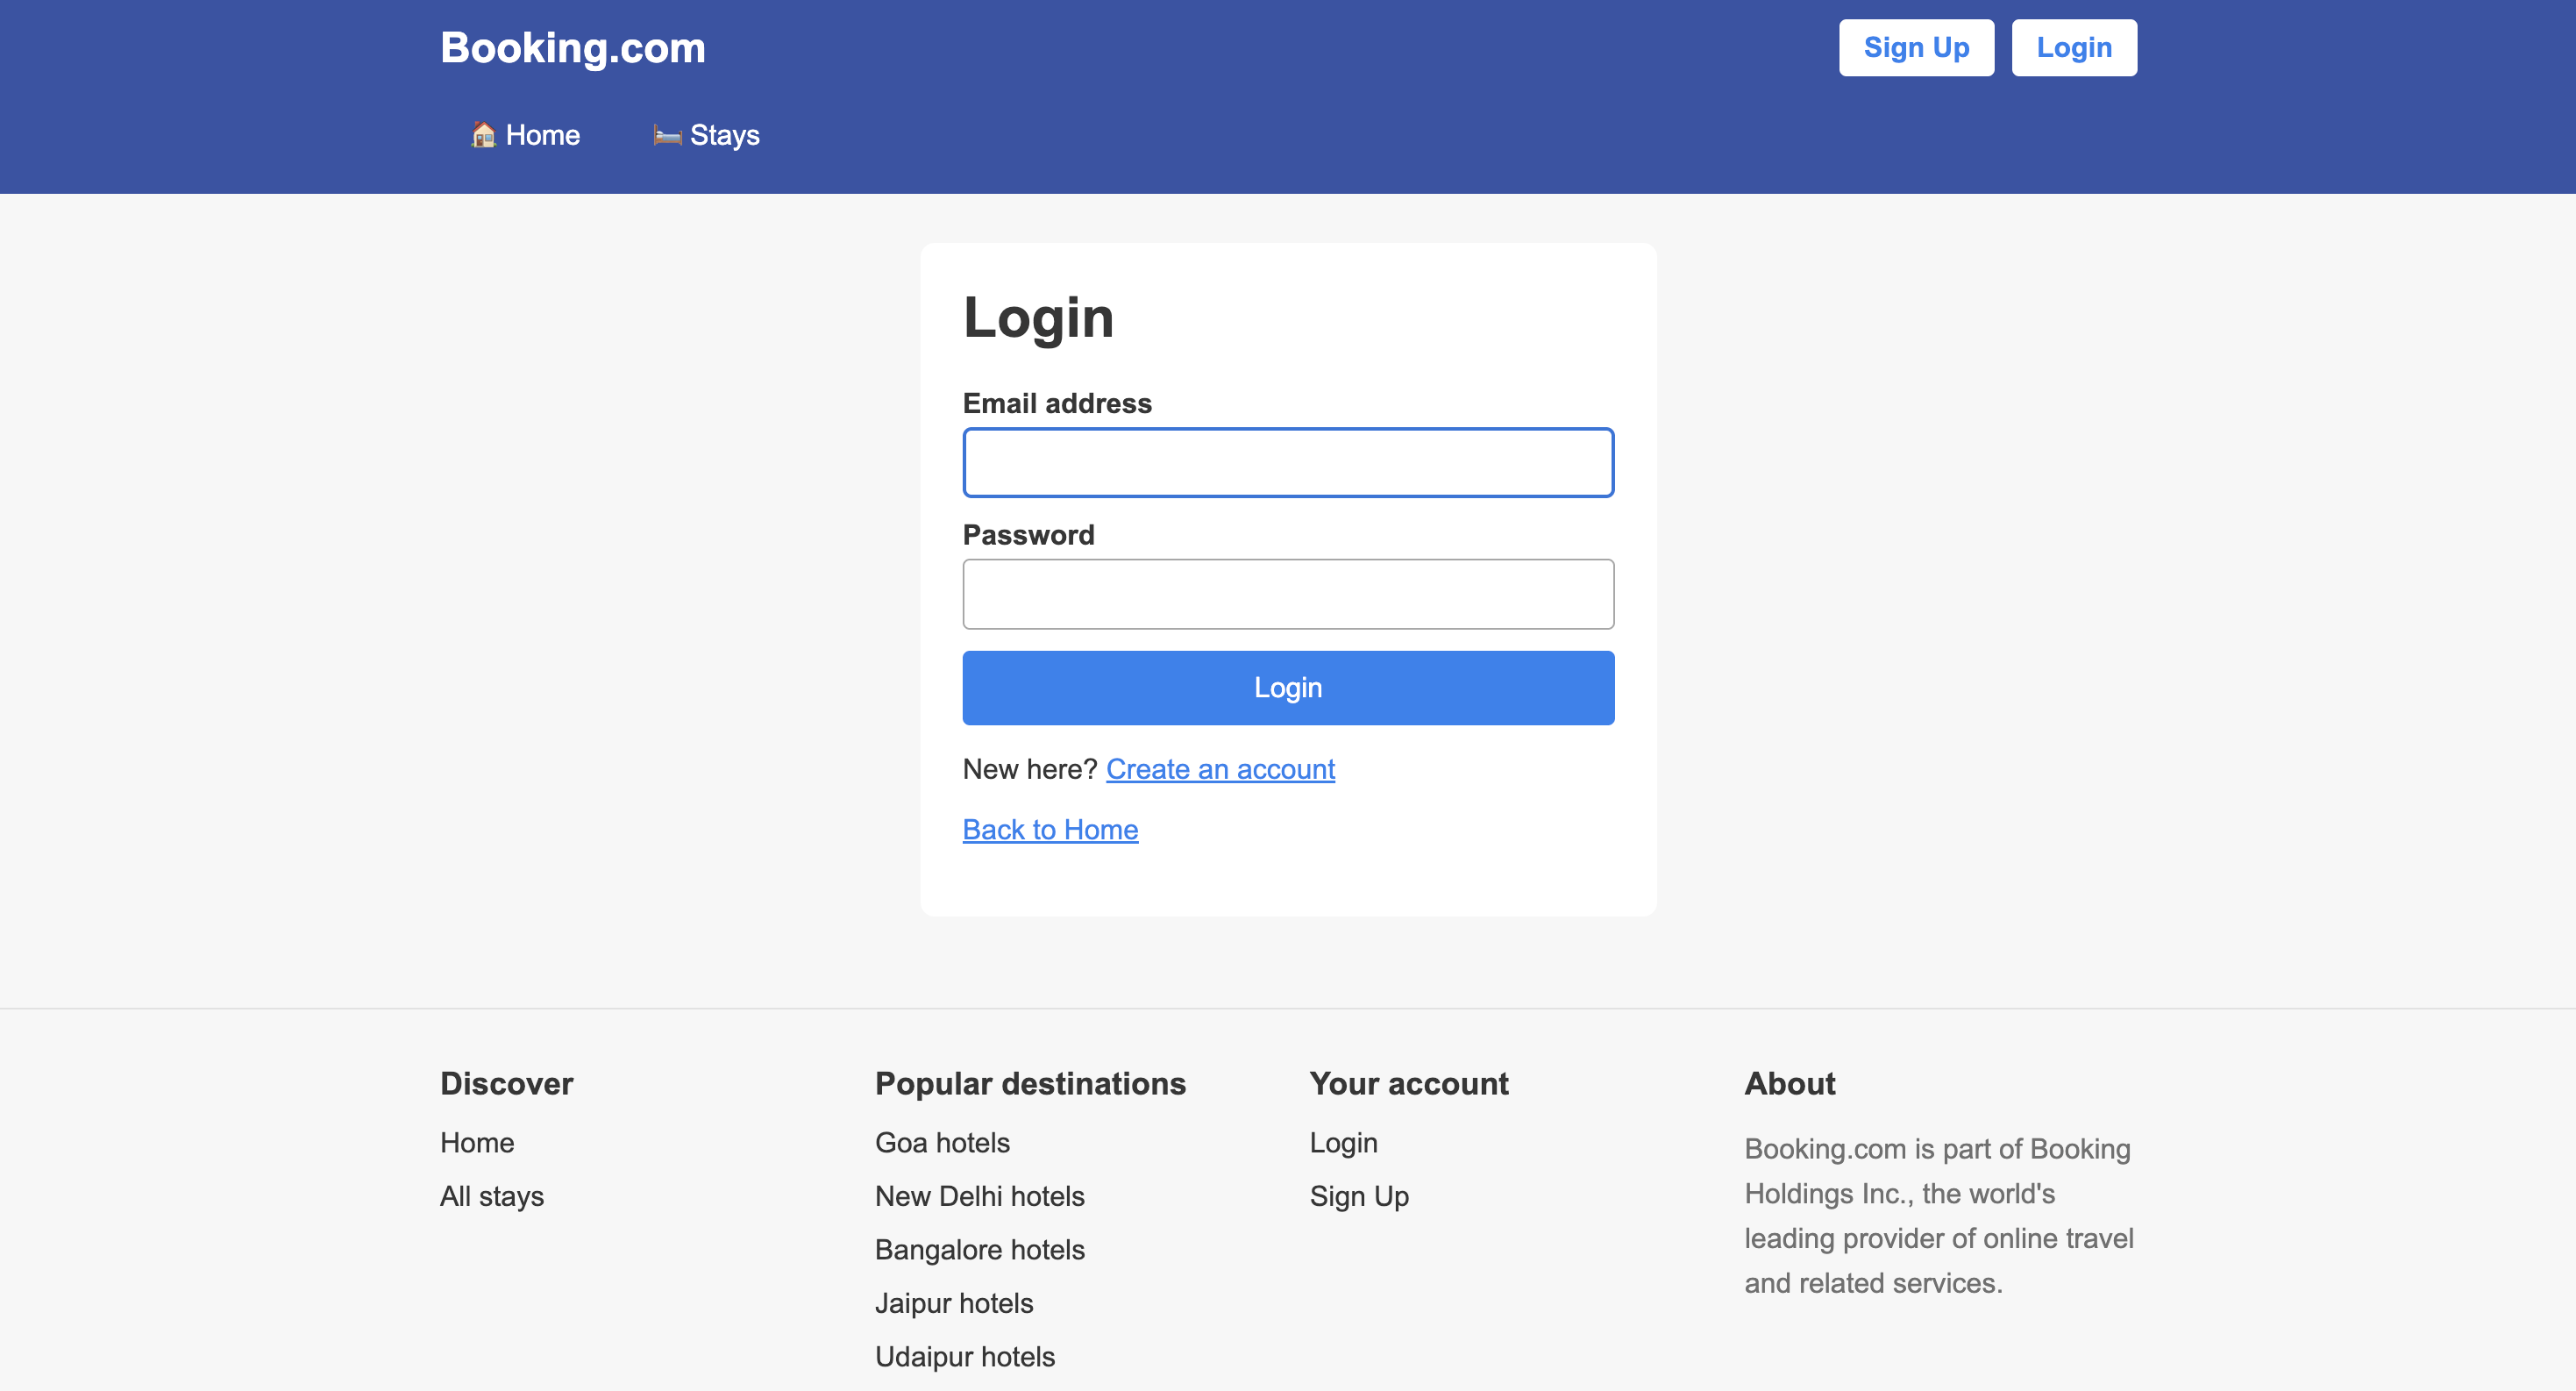 Booking.com
Sign Up
Login
Home
Stays
Login
Email address
Password
Login
New here? Create an account
Back to Home
Discover
Home
All stays
Popular destinations
Goa hotels
New Delhi hotels
Bangalore hotels
Jaipur hotels
Udaipur hotels
Your account
Login
Sign Up
About
Booking.com is part of Booking
Holdings Inc., the world's
leading provider of online travel
and related services.